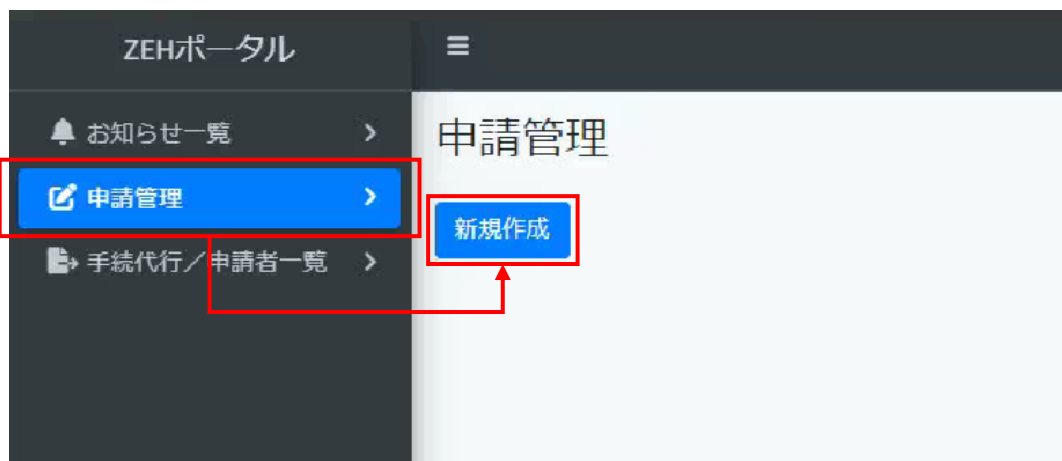 ZEHポータル
お知らせ一覧
申請管理
手続代行／申請者一覧
申請管理
新規作成